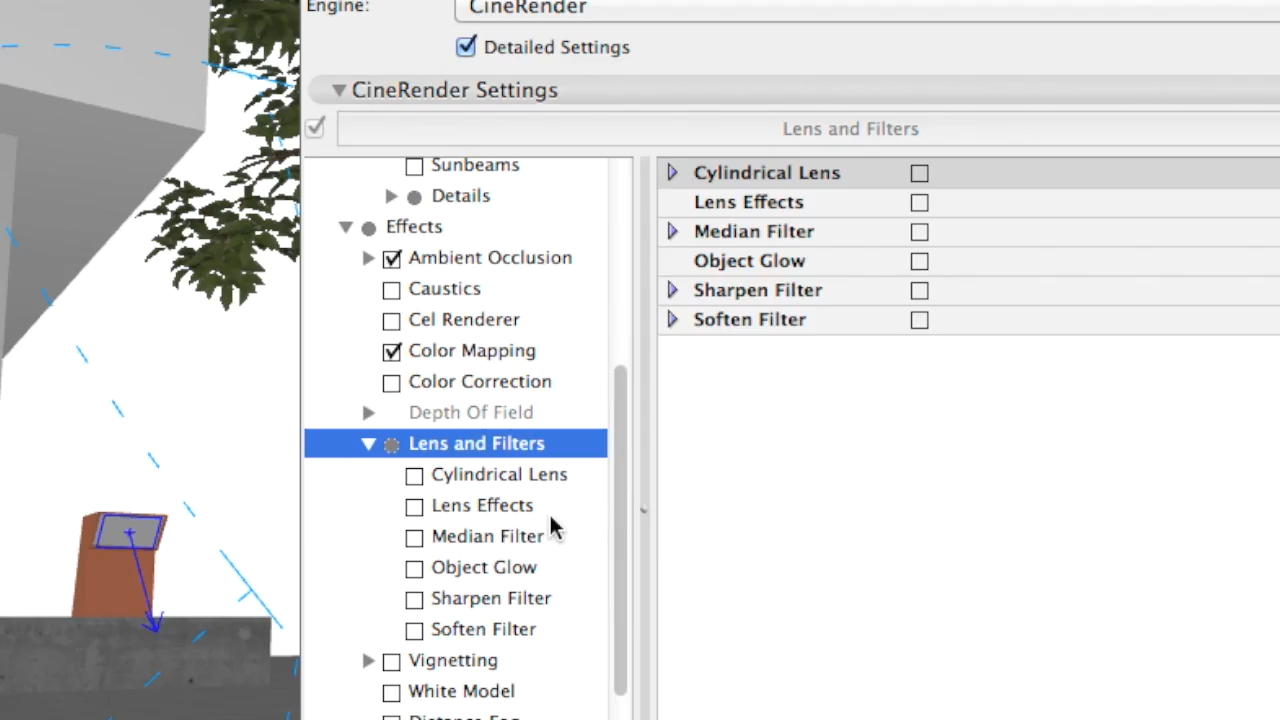 Engine:
CineRender
Detailed Settings
CineRender Settings
Lens and Filters
Sunbeams
Details
Effects
Ambient Occlusion
Caustics
Cel Renderer
Color Mapping
Color Correction
Depth Of Field
Lens and Filters
Cylindrical Lens
Lens Effects
Median Filter
Object Glow
Sharpen Filter
Soften Filter
Vignetting
White Model
Distance Fog
Cylindrical Lens
Lens Effects
Median Filter
Object Glow
Sharpen Filter
Soften Filter